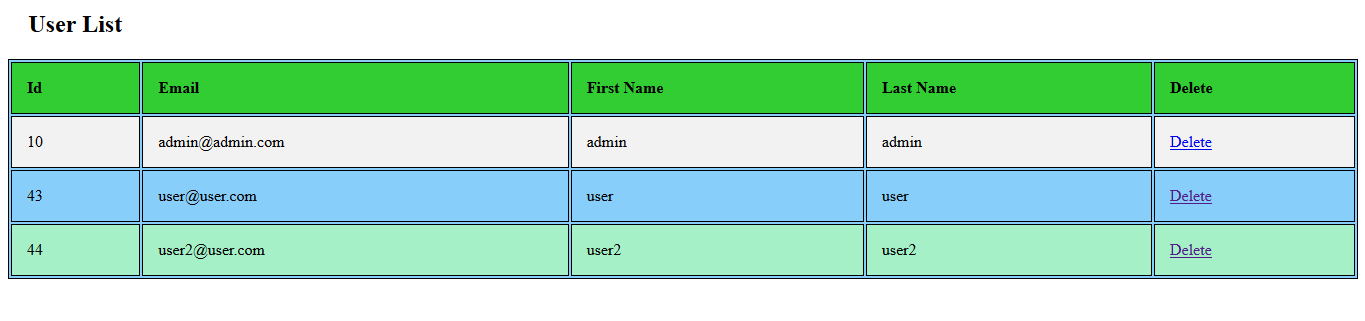 User List
Id Email First Name Last Name Delete
10 admin@admin.com admin admin Delete
43 user@user.com user user Delete
44 user2@user.com user2 user2 Delete